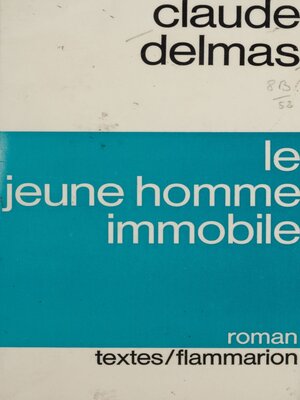 claude
delmas
le
jeune homme
immobile
roman
textes/flammarion